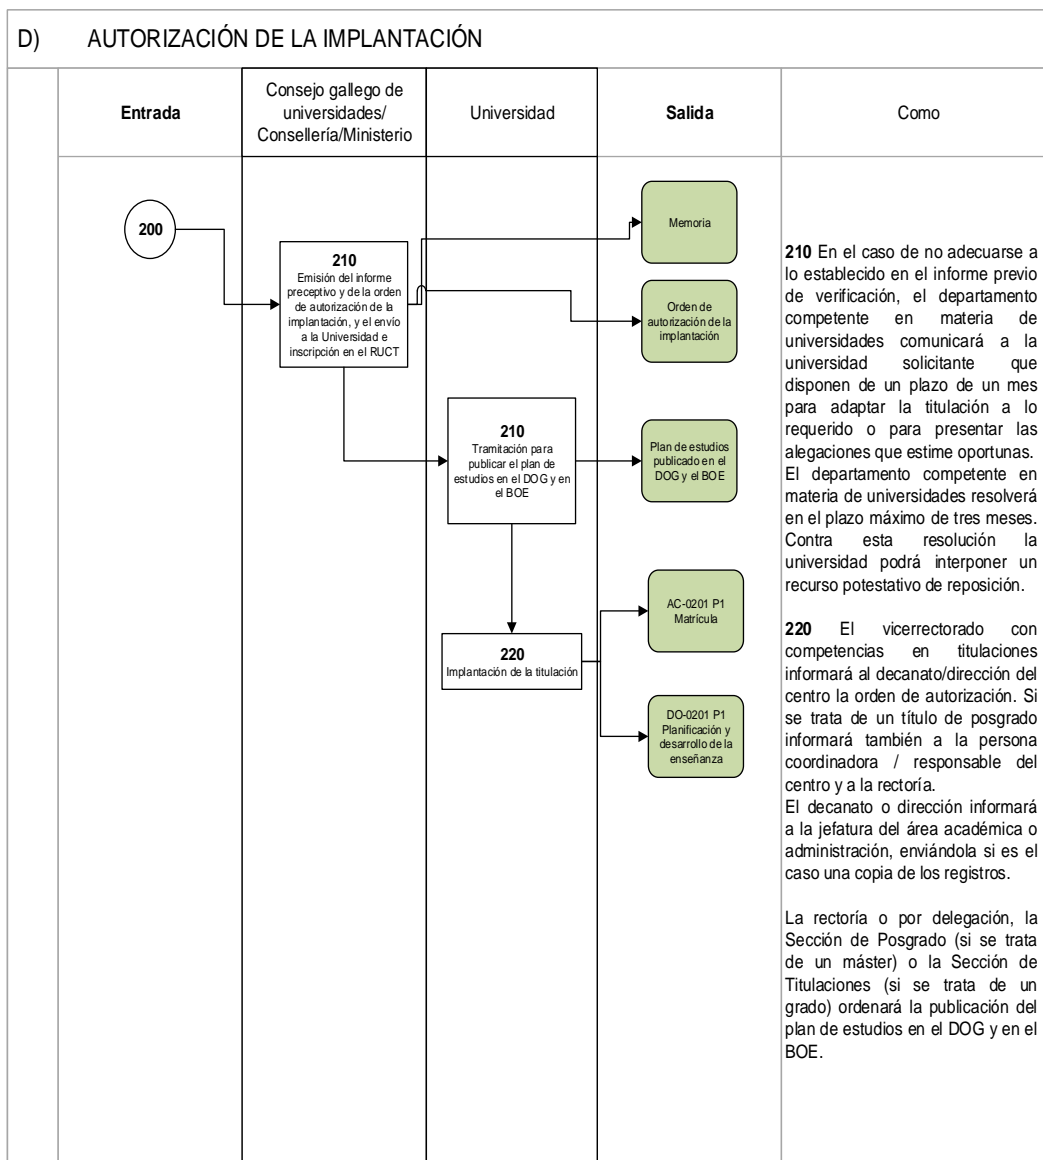 D) AUTORIZACIÓN DE LA IMPLANTACIÓN
Entrada
Consejo gallego de
universidades/
Consellería/Ministerio
Universidad
Salida
Como
200
210
Emisión del informe
preceptivo y de la orden
de autorización de la
implantación, y el envío
a la Universidad e
inscripción en el RUCT
Memoria
Orden de
autorización de la
implantación
210
Tramitación para
publicar el plan de
estudios en el DOG y en
el BOE
Plan de estudios
publicado en el
DOG y el BOE
220
Implantación de la titulación
AC-0201 P1
Matrícula
DO-0201 P1
Planificación y
desarrollo de la
enseñanza
210 En el caso de no adecuarse a
lo establecido en el informe previo
de verificación, el departamento
competente en materia de
universidades comunicará a la
universidad solicitante que
disponen de un plazo de un mes
para adaptar la titulación a lo
requerido o para presentar las
alegaciones que estime oportunas.
El departamento competente en
materia de universidades resolverá
en el plazo máximo de tres meses.
Contra esta resolución la
universidad podrá interponer un
recurso potestativo de reposición.
220 El vicerrectorado con
competencias en titulaciones
informará al decanato/dirección del
centro la orden de autorización. Si
se trata de un título de posgrado
informará también a la persona
coordinadora / responsable del
centro y a la rectoría.
El decanato o dirección informará
a la jefatura del área académica o
administración, enviándola si es el
caso una copia de los registros.
La rectoría o por delegación, la
Sección de Posgrado (si se trata
de un máster) o la Sección de
Titulaciones (si se trata de un
grado) ordenará la publicación del
plan de estudios en el DOG y en el
BOE.